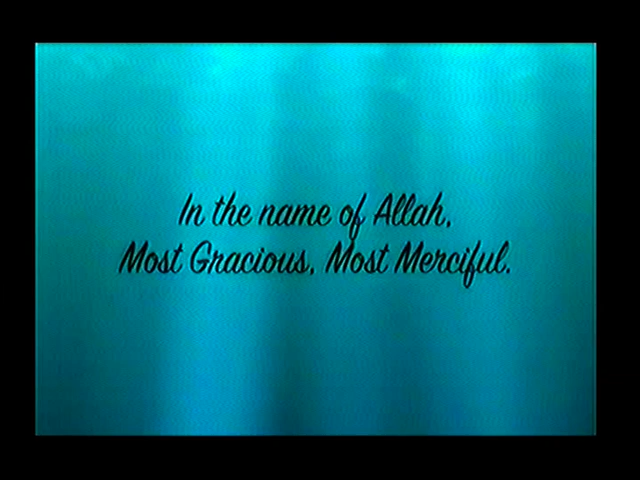 In the name of Allah,
Most Gracious, Most Merciful.